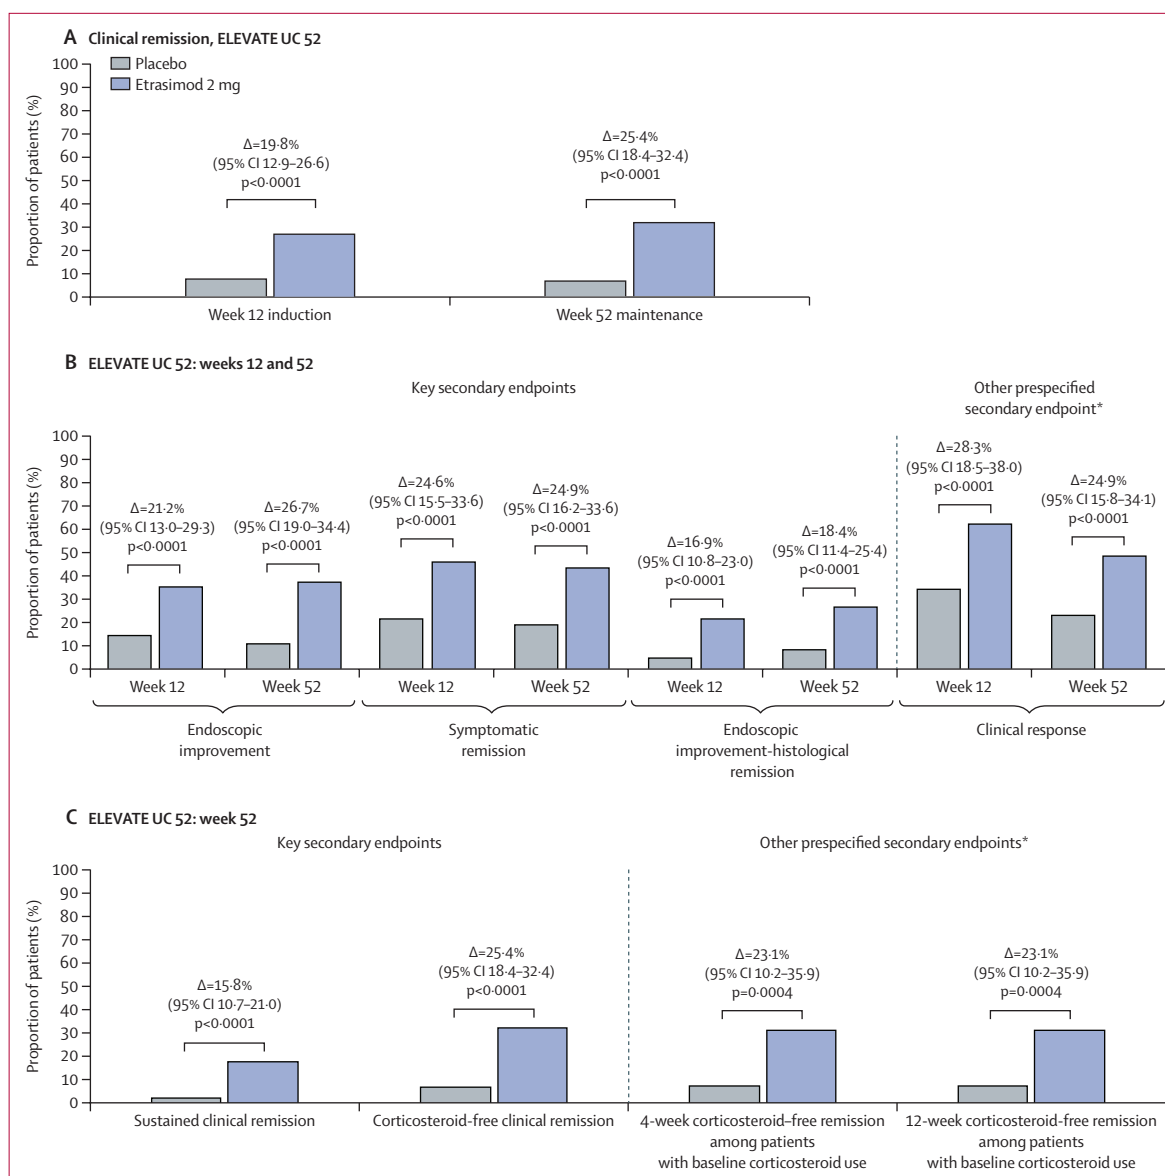 A Clinical remission, ELEVATE UC 52
Placebo
Etrasimod 2 mg
Proportion of patients (%)
100
90
80
70
60
50
40
30
20
10
0
Δ=19·8%
(95% CI 12·9–26·6)
p<0·0001
Δ=25·4%
(95% CI 18·4–32·4)
p<0·0001
Week 12 induction
Week 52 maintenance
B ELEVATE UC 52: weeks 12 and 52
Key secondary endpoints
Other prespecified
secondary endpoint*
Proportion of patients (%)
100
90
80
70
60
50
40
30
20
10
0
Δ=21·2%
(95% CI 13·0–29·3)
p<0·0001
Δ=26·7%
(95% CI 19·0–34·4)
p<0·0001
Δ=24·6%
(95% CI 15·5–33·6)
p<0·0001
Δ=24·9%
(95% CI 16·2–33·6)
p<0·0001
Δ=16·9%
(95% CI 10·8–23·0)
p<0·0001
Δ=18·4%
(95% CI 11·4–25·4)
p<0·0001
Δ=28·3%
(95% CI 18·5–38·0)
p<0·0001
Δ=24·9%
(95% CI 15·8–34·1)
p<0·0001
Week 12
Week 52
Week 12
Week 52
Week 12
Week 52
Week 12
Week 52
Endoscopic
improvement
Symptomatic
remission
Endoscopic
improvement-histological
remission
Clinical response
C ELEVATE UC 52: week 52
Key secondary endpoints
Other prespecified secondary endpoints*
Proportion of patients (%)
100
90
80
70
60
50
40
30
20
10
0
Δ=15·8%
(95% CI 10·7–21·0)
p<0·0001
Δ=25·4%
(95% CI 18·4–32·4)
p<0·0001
Δ=23·1%
(95% CI 10·2–35·9)
p=0·0004
Δ=23·1%
(95% CI 10·2–35·9)
p=0·0004
Sustained clinical remission
Corticosteroid-free clinical remission
4-week corticosteroid–free remission
among patients
with baseline corticosteroid use
12-week corticosteroid-free remission
among patients
with baseline corticosteroid use